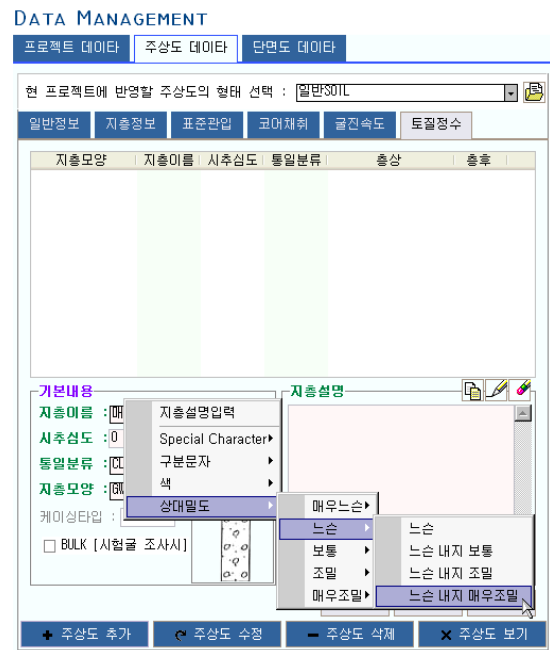 DATA MANAGEMENT
프로젝트 데이타 주상도 데이타 단면도 데이타
현 프로젝트에 반영할 주상도의 형태 선택 : 일반SOIL
일반정보 지층정보 표준관입 코어채취 굴진속도 토질정수
지층모양 지층이름 시추심도 통일분류 층상 층후
기본내용
지층이름 :
시추심도 : 0
통일분류 : CL
지층모양 : GW
케이싱타입 :
BULK [시험굴 조사시]
지층설명
지층설명입력
Special Character
구분문자
색
상대밀도
매우느슨
느슨
보통
조밀
매우조밀
느슨
느슨 내지 보통
느슨 내지 조밀
느슨 내지 매우조밀
주상도 추가 주상도 수정 주상도 삭제 주상도 보기